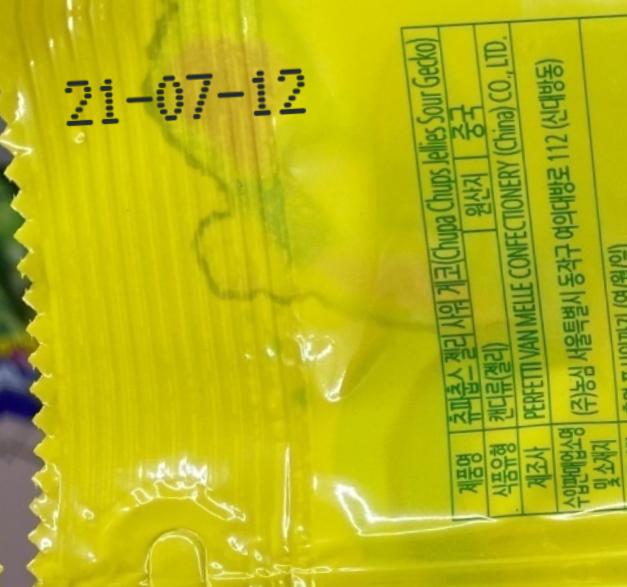 21-07-12
제품명 츄파춥스 젤리 사워 게코(Chupa Chups Jellies Sour Gecko)
식품유형 캔디류(젤리) 원산지 중국
제조사 PERFETTI VAN MELLE CONFECTIONERY (China) CO., LTD.
수입판매업소명 및 소재지 (주)농심 서울특별시 동작구 여의대방로 112 (신대방동)